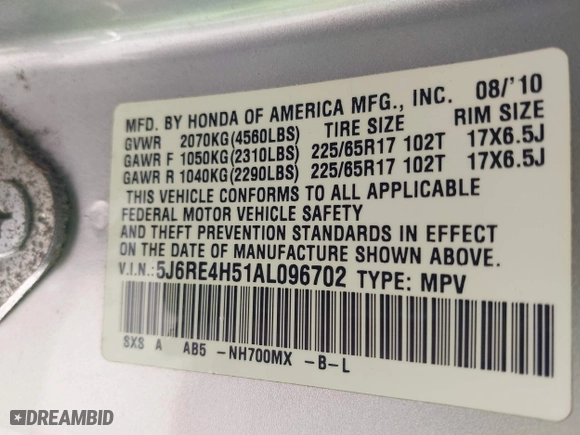 MFD. BY HONDA OF AMERICA MFG., INC. 08/'10
GVWR 2070KG(4560LBS) TIRE SIZE RIM SIZE
GAWR F 1050KG(2310LBS) 225/65R17 102T 17X6.5J
GAWR R 1040KG(2290LBS) 225/65R17 102T 17X6.5J
THIS VEHICLE CONFORMS TO ALL APPLICABLE
FEDERAL MOTOR VEHICLE SAFETY
AND THEFT PREVENTION STANDARDS IN EFFECT
ON THE DATE OF MANUFACTURE SHOWN ABOVE.
V.I.N.: 5J6RE4H51AL096702 TYPE: MPV
SXS A AB5 -NH700MX -B-L
DREAMBID